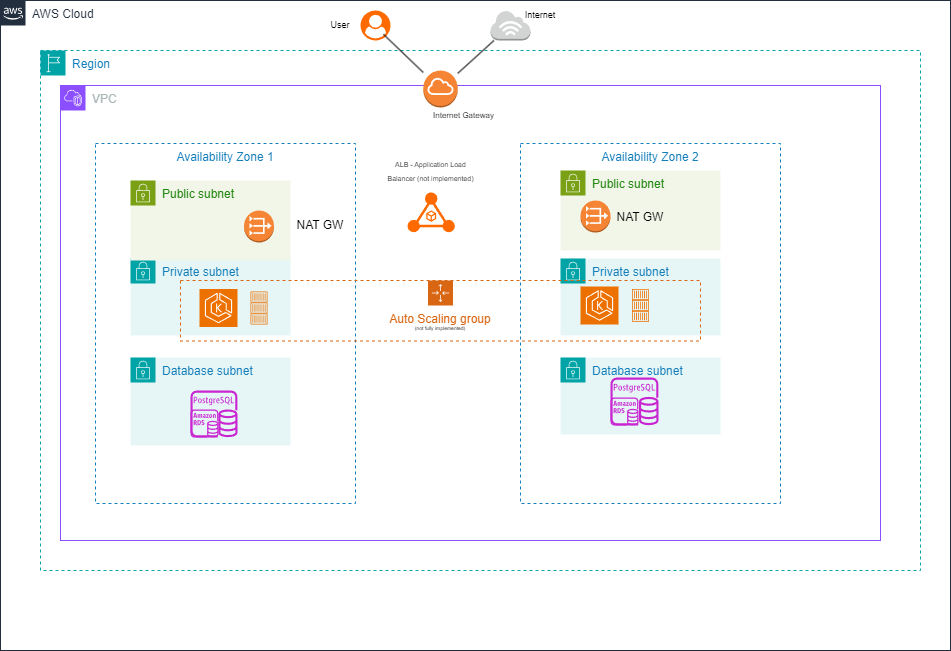 aws
AWS Cloud
User
Internet
Region
VPC
Internet Gateway
Availability Zone 1
ALB - Application Load
Balancer (not implemented)
Availability Zone 2
Public subnet
NAT GW
Public subnet
NAT GW
Private subnet
K
Auto Scaling group
(not fully implemented)
Private subnet
K
Database subnet
PostgreSQL
Amazon
RDS
Database subnet
PostgreSQL
Amazon
RDS